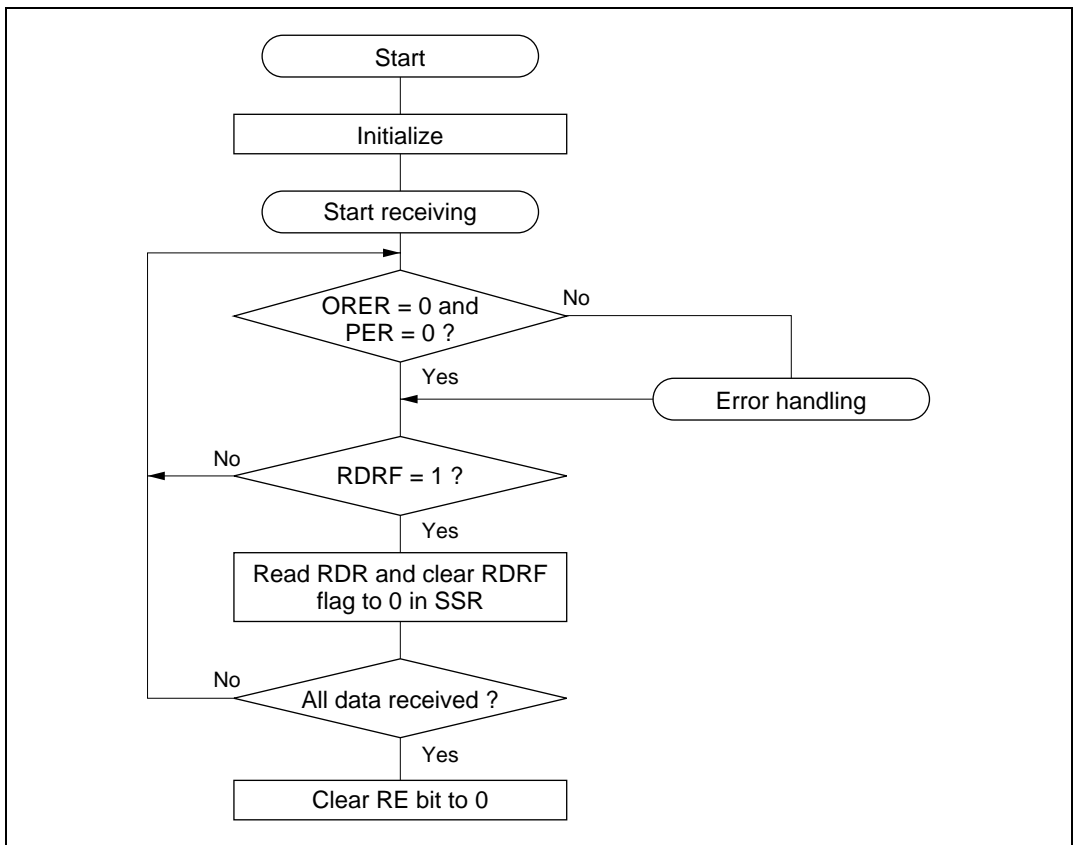 Start
Initialize
Start receiving
ORER = 0 and
PER = 0 ?
No
Yes
Error handling
No
RDRF = 1 ?
Yes
Read RDR and clear RDRF
flag to 0 in SSR
No
All data received ?
Yes
Clear RE bit to 0